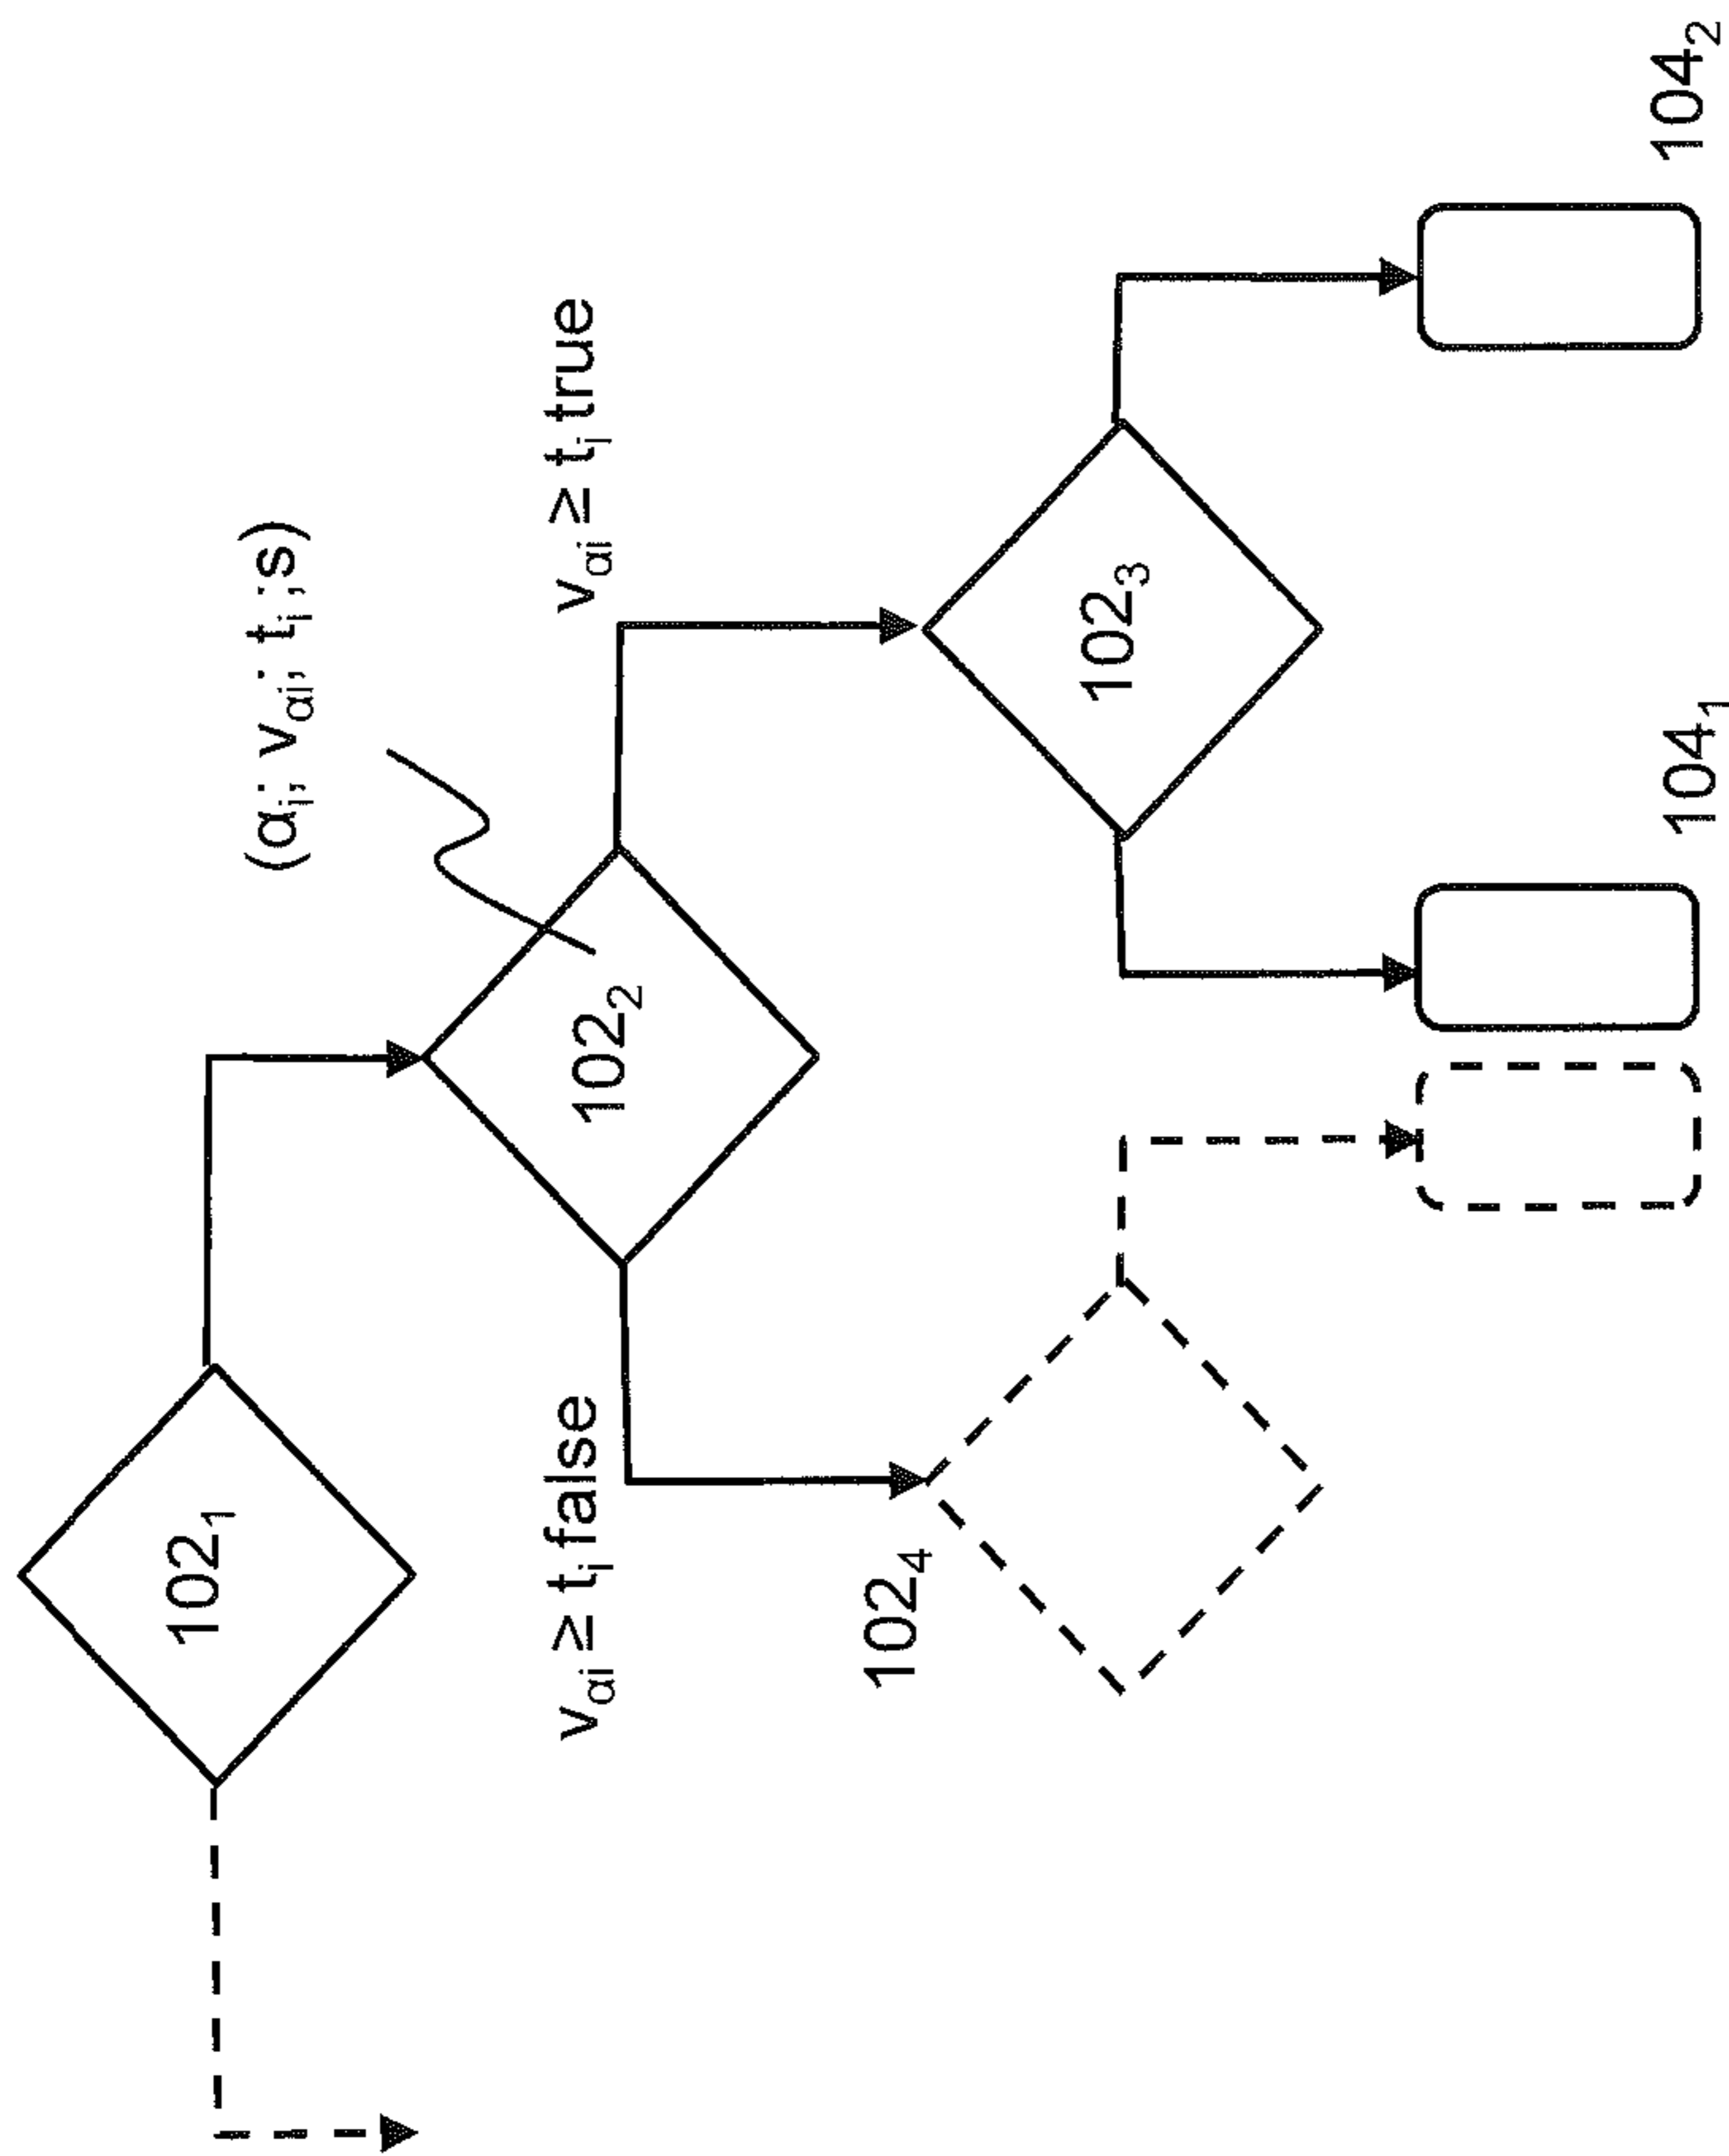 102₁
(αᵢ; v_αi; tᵢ; s)
102₂
v_αi ≥ tᵢ false
v_αi ≥ tᵢ true
102₄
102₃
104₁
104₂